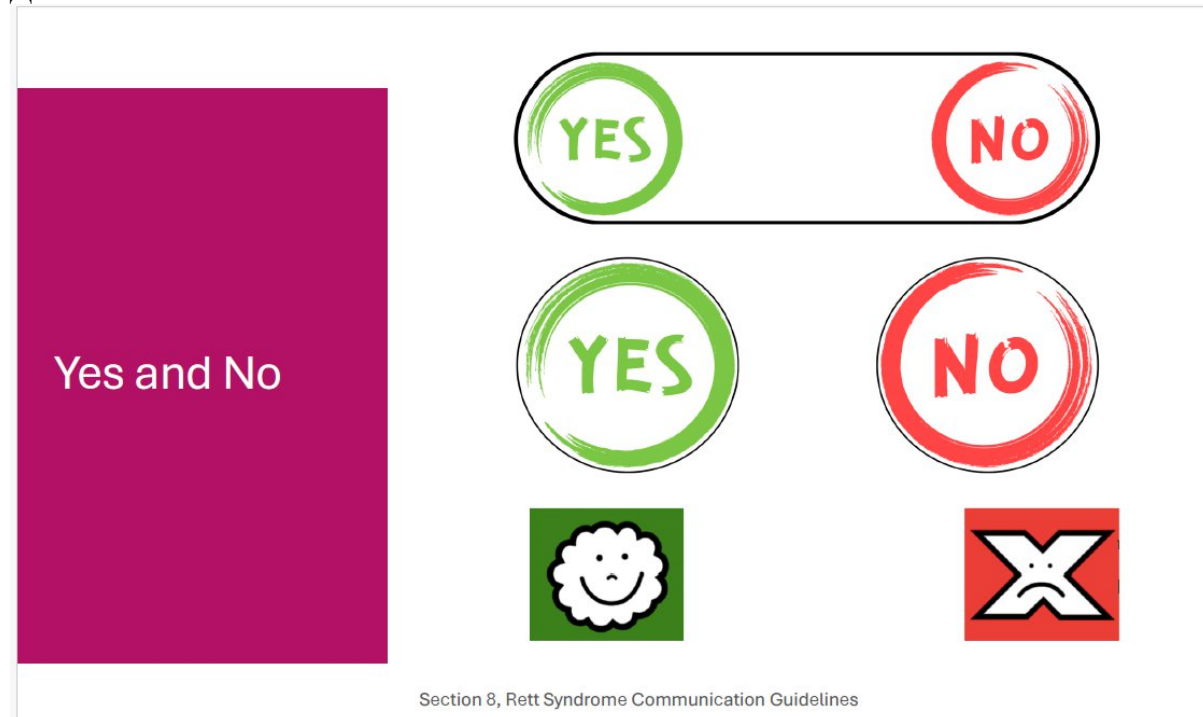 YES NO
Yes and No
YES NO
Section 8, Rett Syndrome Communication Guidelines